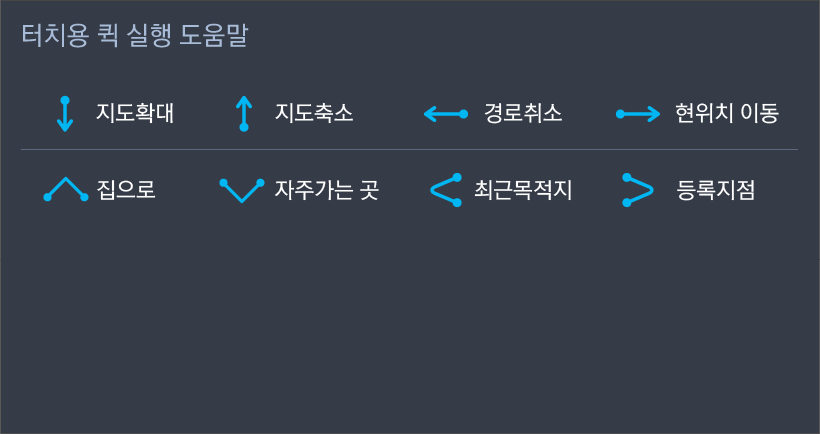 터치용 퀵 실행 도움말
지도확대 지도축소 경로취소 현위치 이동
집으로 자주가는 곳 최근목적지 등록지점